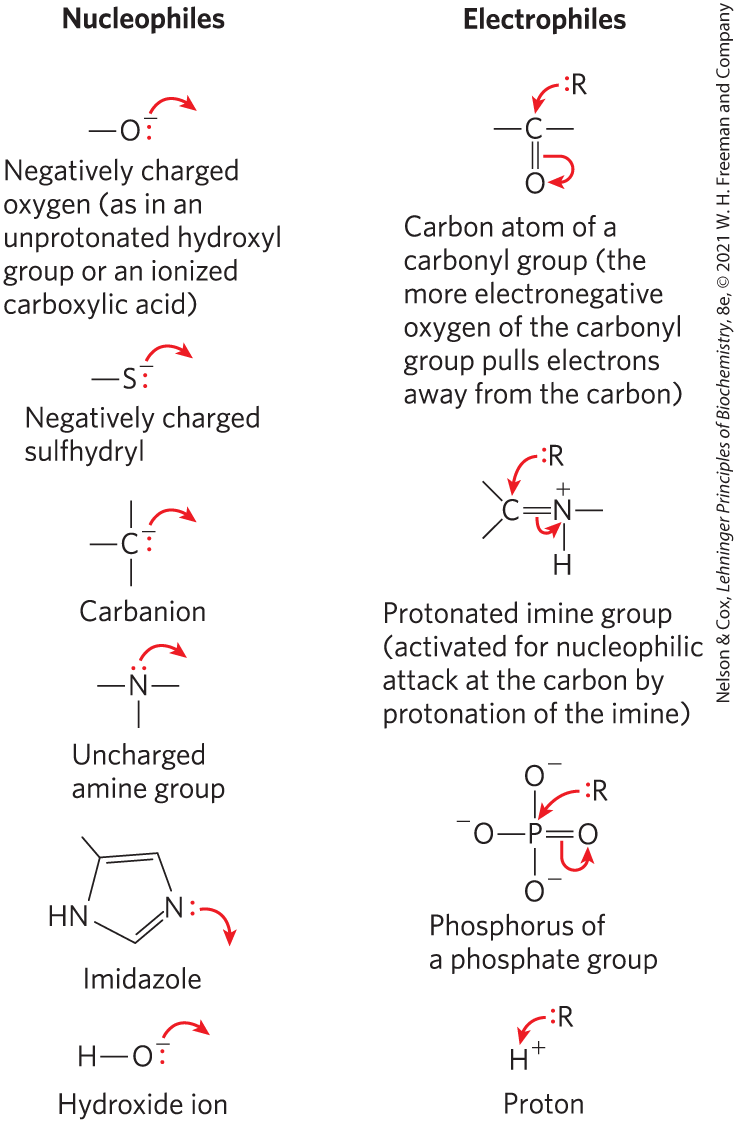 Nucleophiles
—O:⁻
Negatively charged
oxygen (as in an
unprotonated hydroxyl
group or an ionized
carboxylic acid)
—S:⁻
Negatively charged
sulfhydryl
C:⁻
Carbanion
N
Uncharged
amine group
HN
N:
Imidazole
H—O:⁻
Hydroxide ion
Electrophiles
:R
C
O
Carbon atom of a
carbonyl group (the
more electronegative
oxygen of the carbonyl
group pulls electrons
away from the carbon)
:R
+
C=N—
H
Protonated imine group
(activated for nucleophilic
attack at the carbon by
protonation of the imine)
O⁻
:R
⁻O—P=O
O⁻
Phosphorus of
a phosphate group
:R
H⁺
Proton
Nelson & Cox, Lehninger Principles of Biochemistry, 8e, © 2021 W. H. Freeman and Company